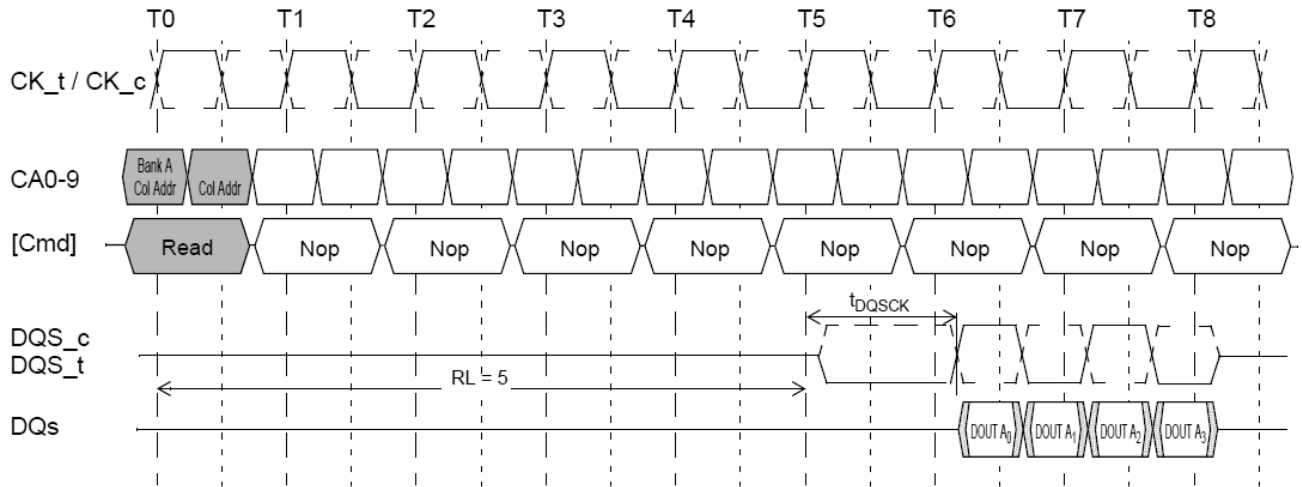 T0 T1 T2 T3 T4 T5 T6 T7 T8
CK_t / CK_c
CA0-9
Bank A
Col Addr Col Addr
[Cmd] Read Nop Nop Nop Nop Nop Nop Nop Nop
tDQSCK
DQS_c
DQS_t
RL = 5
DQs DOUT A0 DOUT A1 DOUT A2 DOUT A3